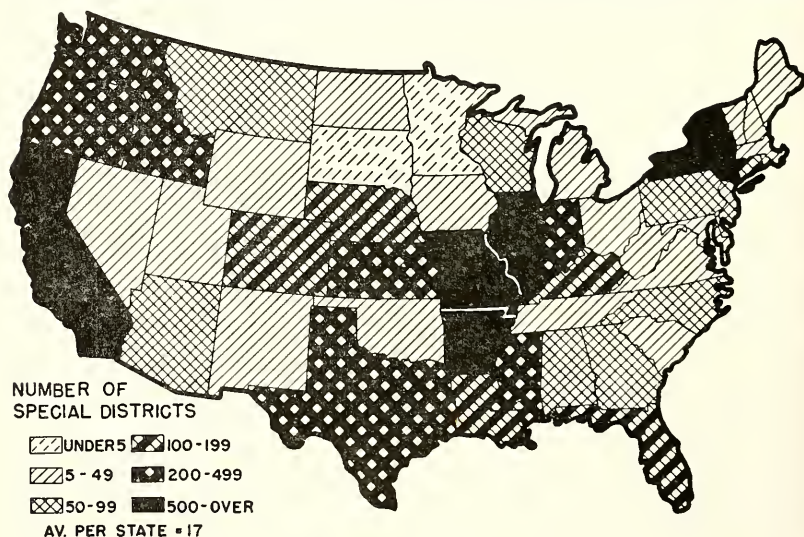 NUMBER OF
SPECIAL DISTRICTS
UNDER 5
100-199
5-49
200-499
50-99
500-OVER
AV. PER STATE = 17